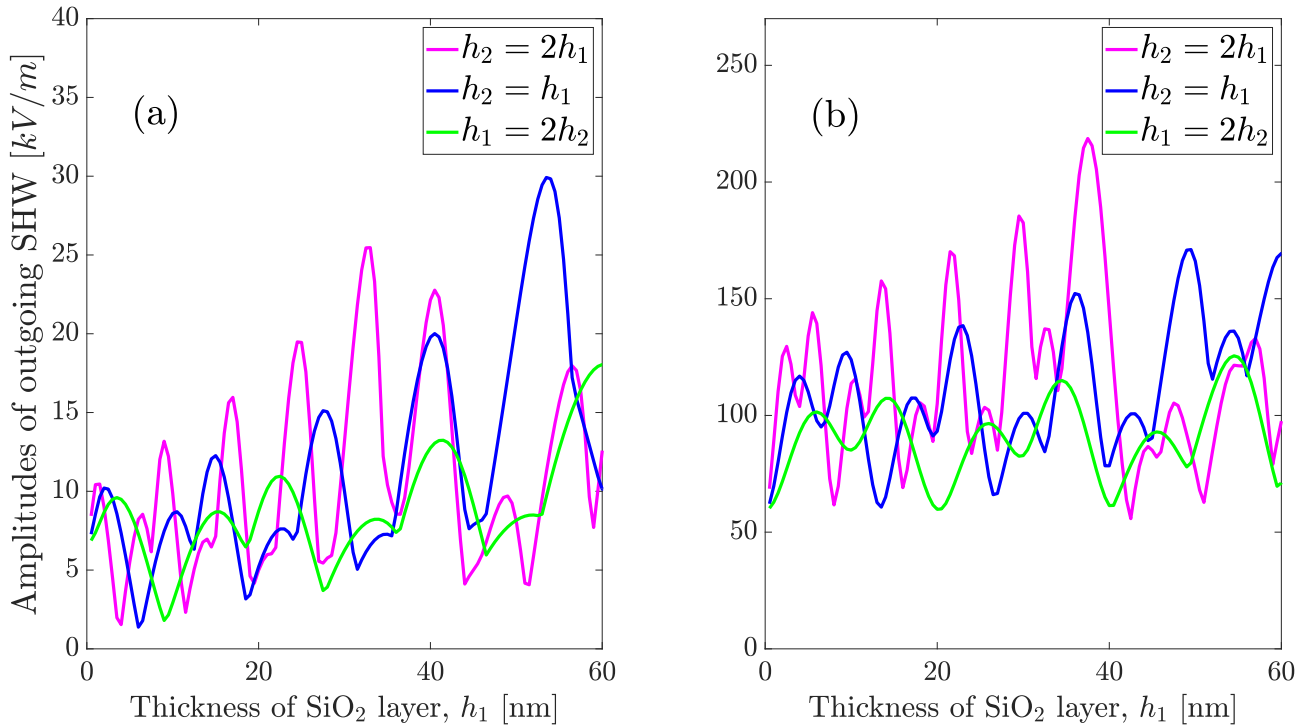 Amplitudes of outgoing SHW [kV/m]
40
35
30
25
20
15
10
5
0
(a)
h₂ = 2h₁
h₂ = h₁
h₁ = 2h₂
0 20 40 60
Thickness of SiO₂ layer, h₁ [nm]
250
200
150
100
50
0
(b)
h₂ = 2h₁
h₂ = h₁
h₁ = 2h₂
0 20 40 60
Thickness of SiO₂ layer, h₁ [nm]